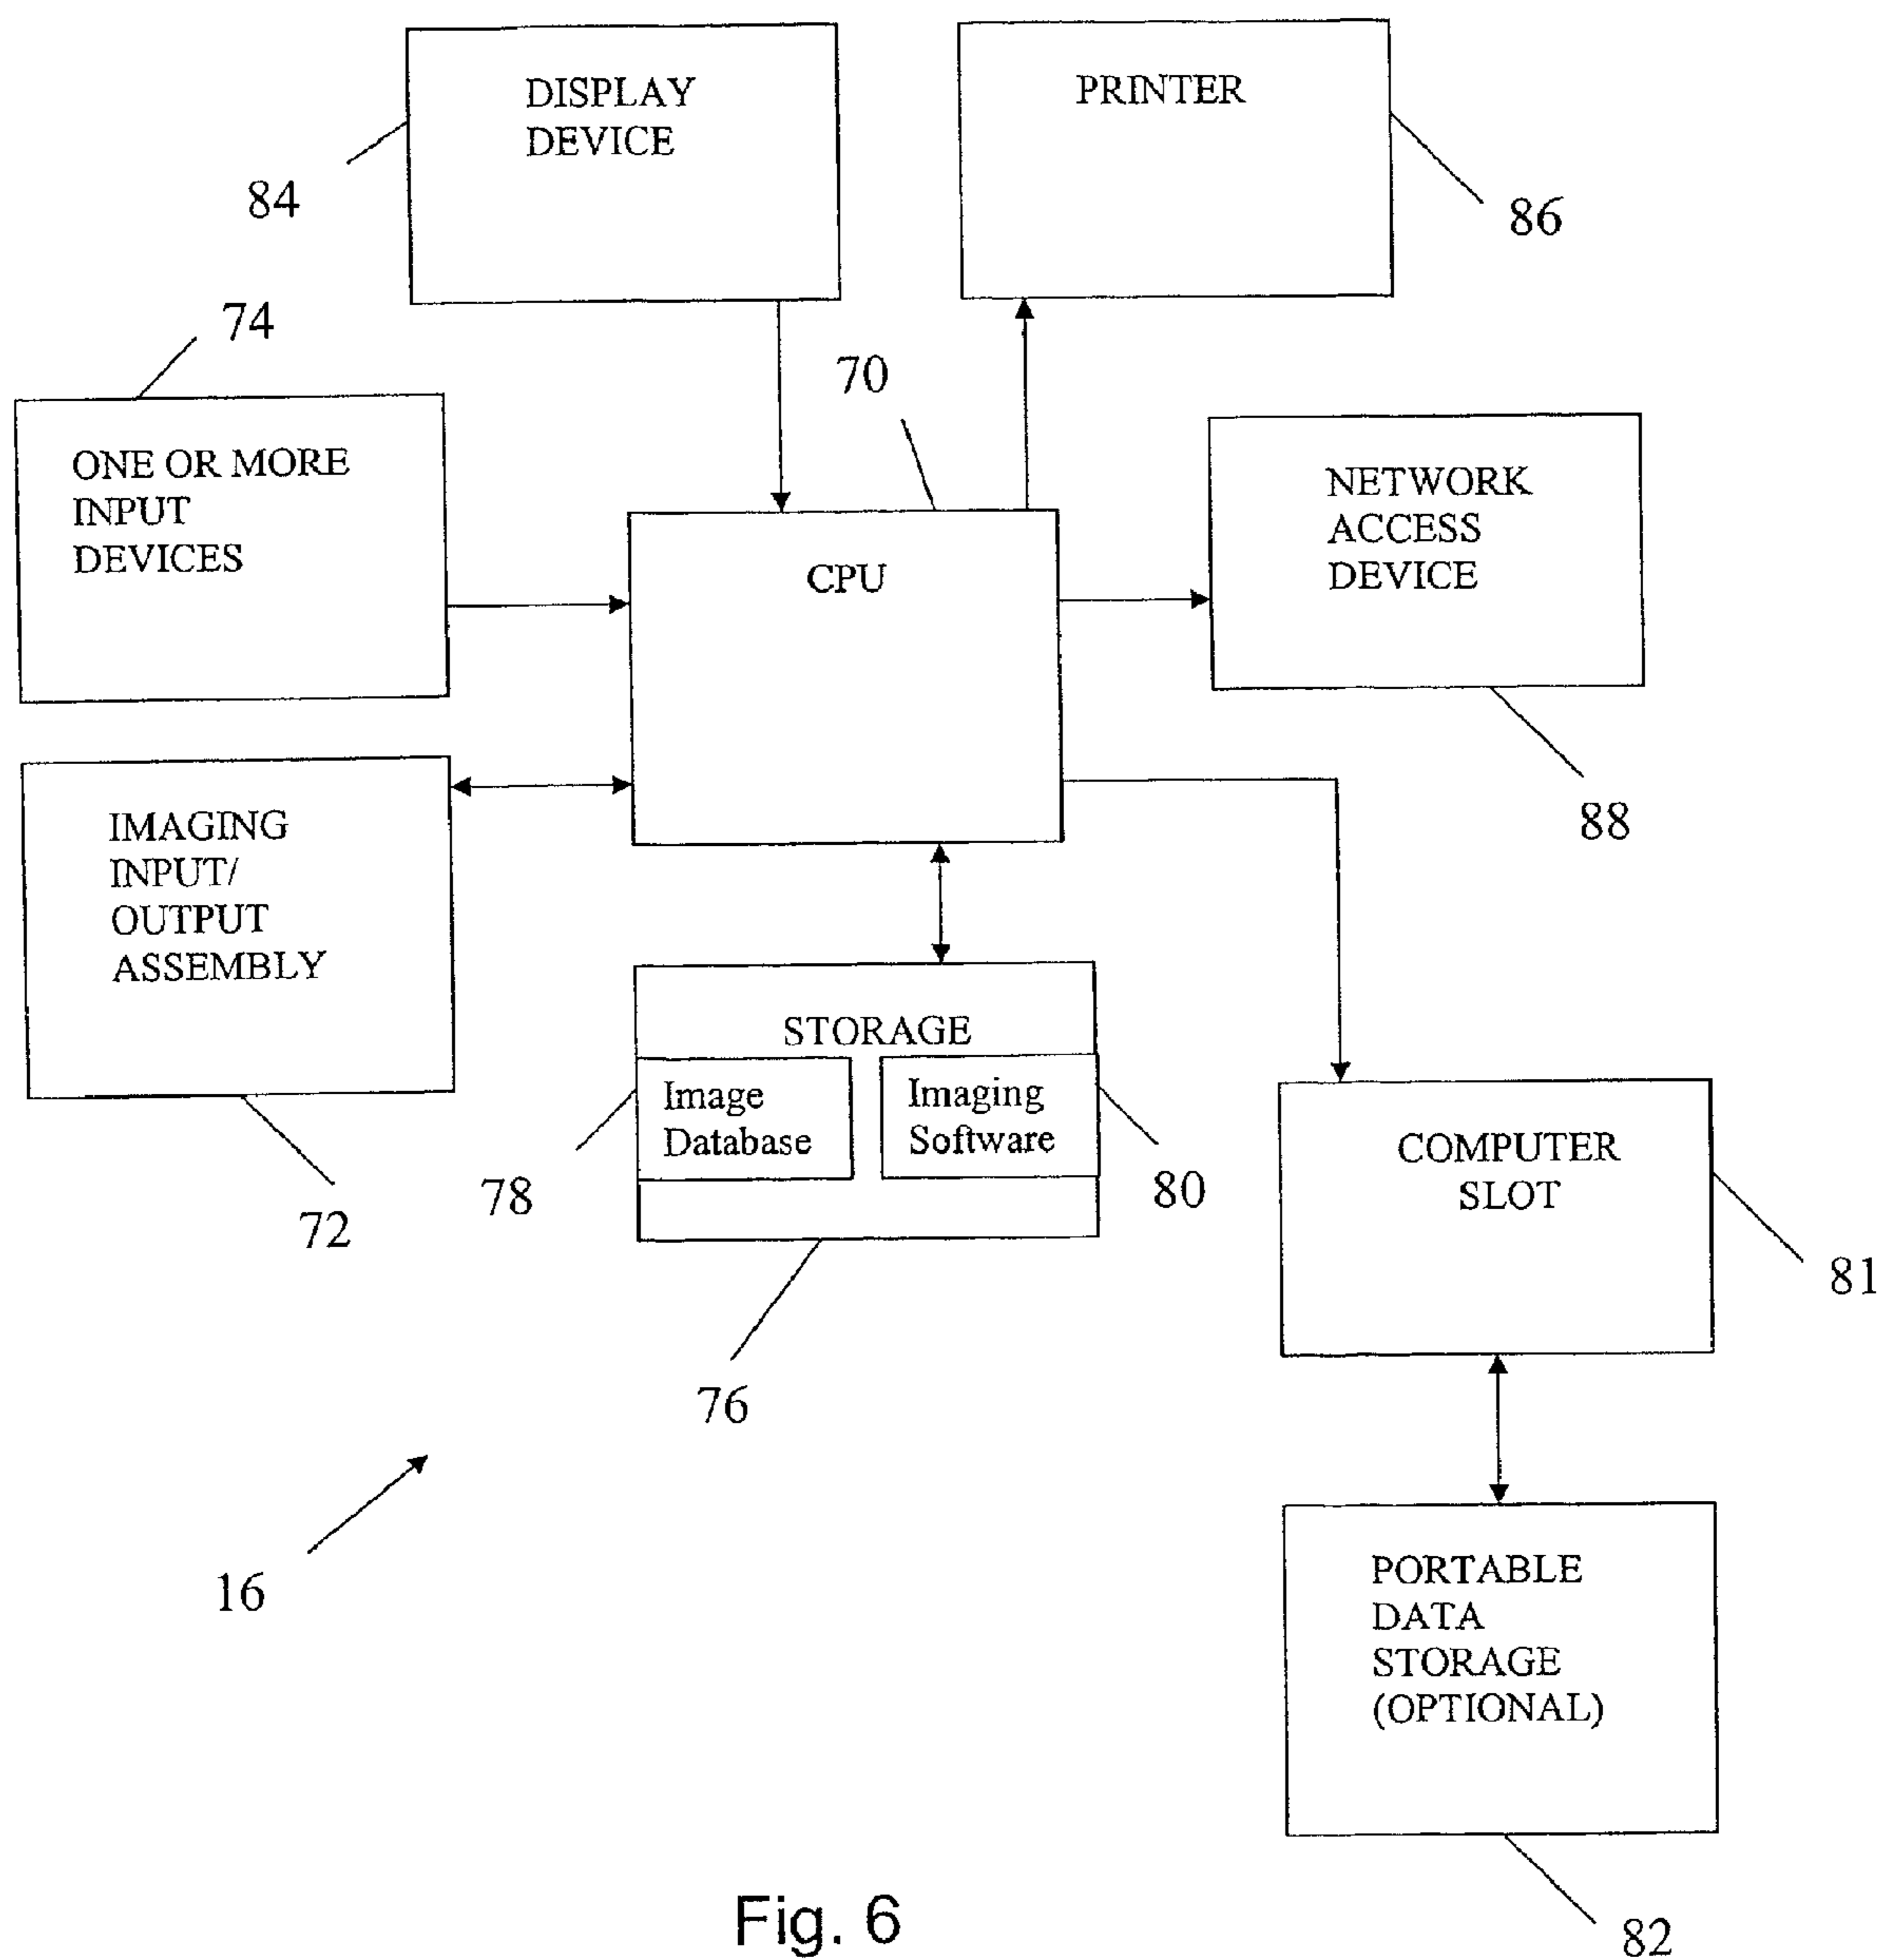 DISPLAY
DEVICE
84
PRINTER
86
74
ONE OR MORE
INPUT
DEVICES
70
CPU
NETWORK
ACCESS
DEVICE
88
IMAGING
INPUT/
OUTPUT
ASSEMBLY
72
STORAGE
Image
Database
78
Imaging
Software
80
76
COMPUTER
SLOT
81
16
PORTABLE
DATA
STORAGE
(OPTIONAL)
82
Fig. 6